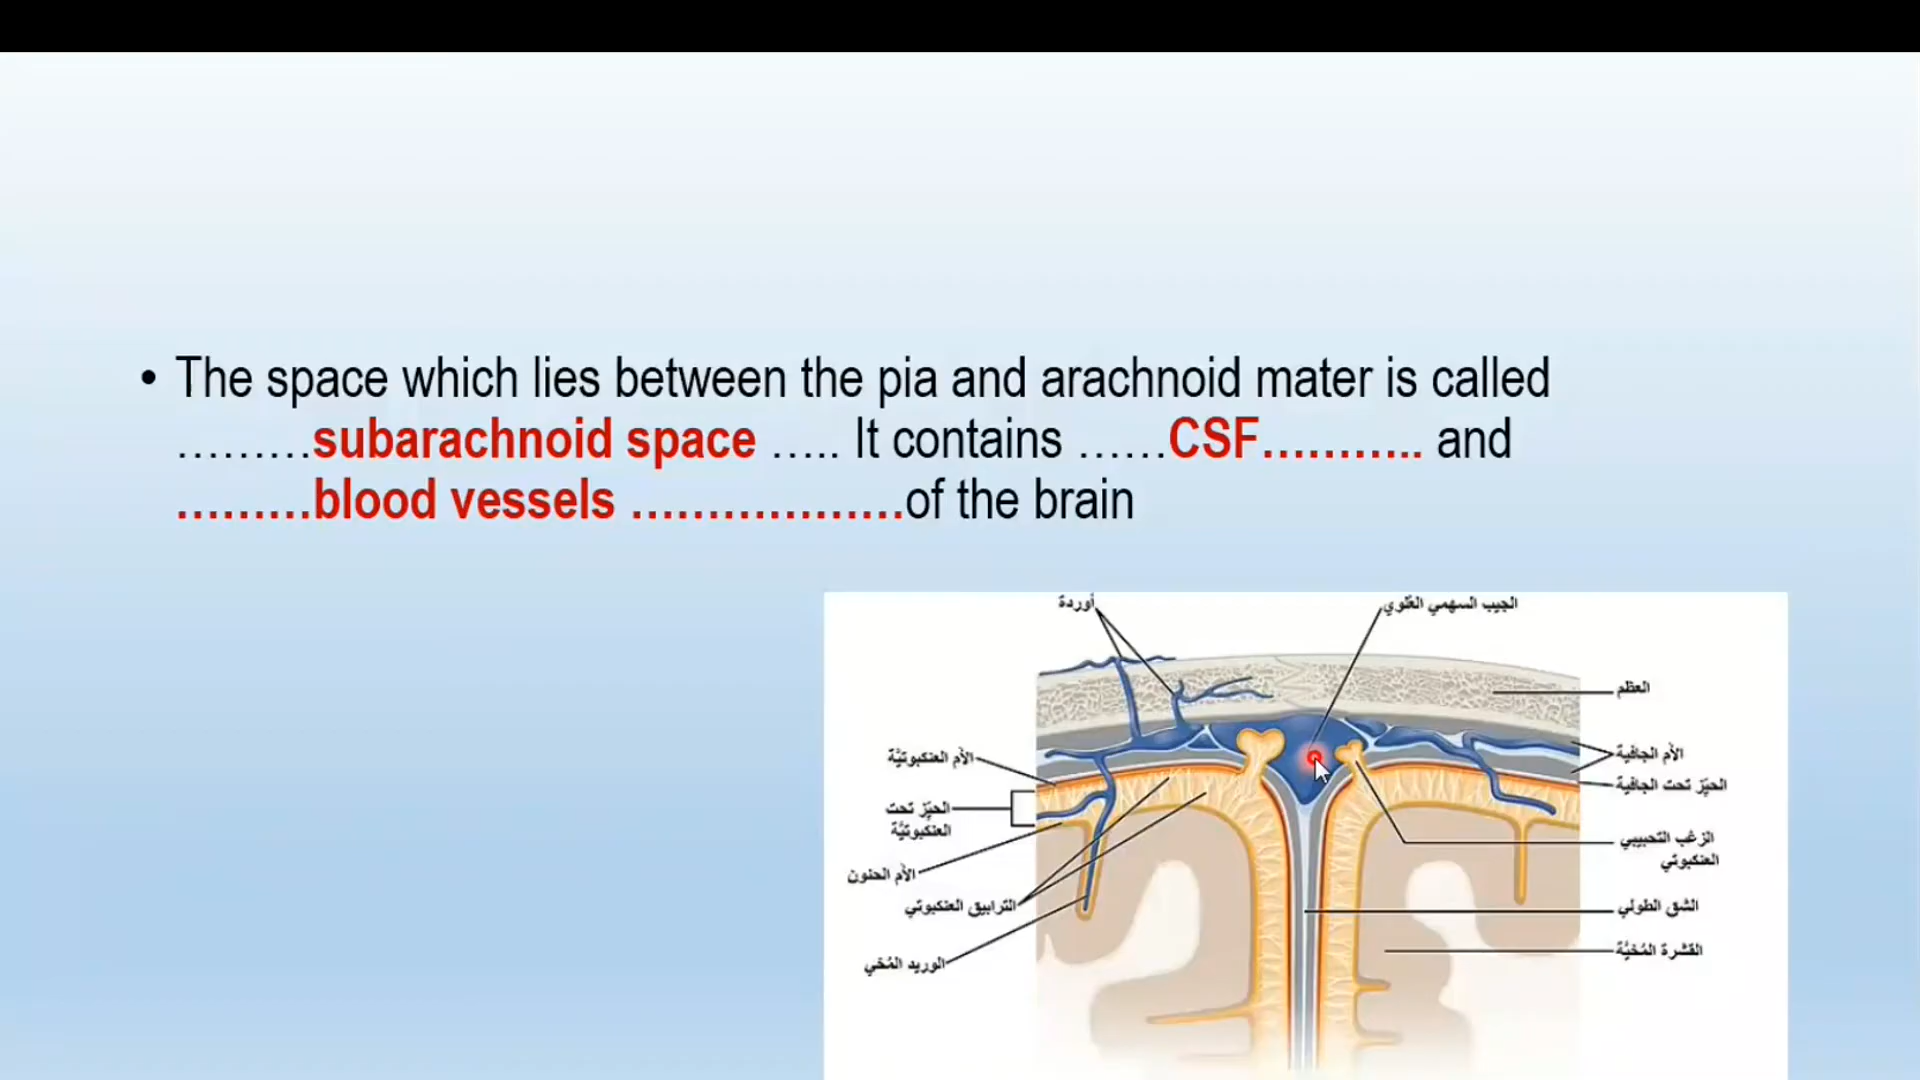 • The space which lies between the pia and arachnoid mater is called
………subarachnoid space ….. It contains ……CSF……….. and
………blood vessels ………………of the brain
أوردة
الجيب السهمي العُلوي
العظم
الأم الجافية
الأم العنكبوتيَّة
الحيِّز تحت الجافية
الحيِّز تحت
العنكبوتيَّة
الزغب التحبيبي
العنكبوتي
الأم الحنون
الترابيق العنكبوتي
الشق الطولي
القشرة المُخيَّة
الوريد المُخي